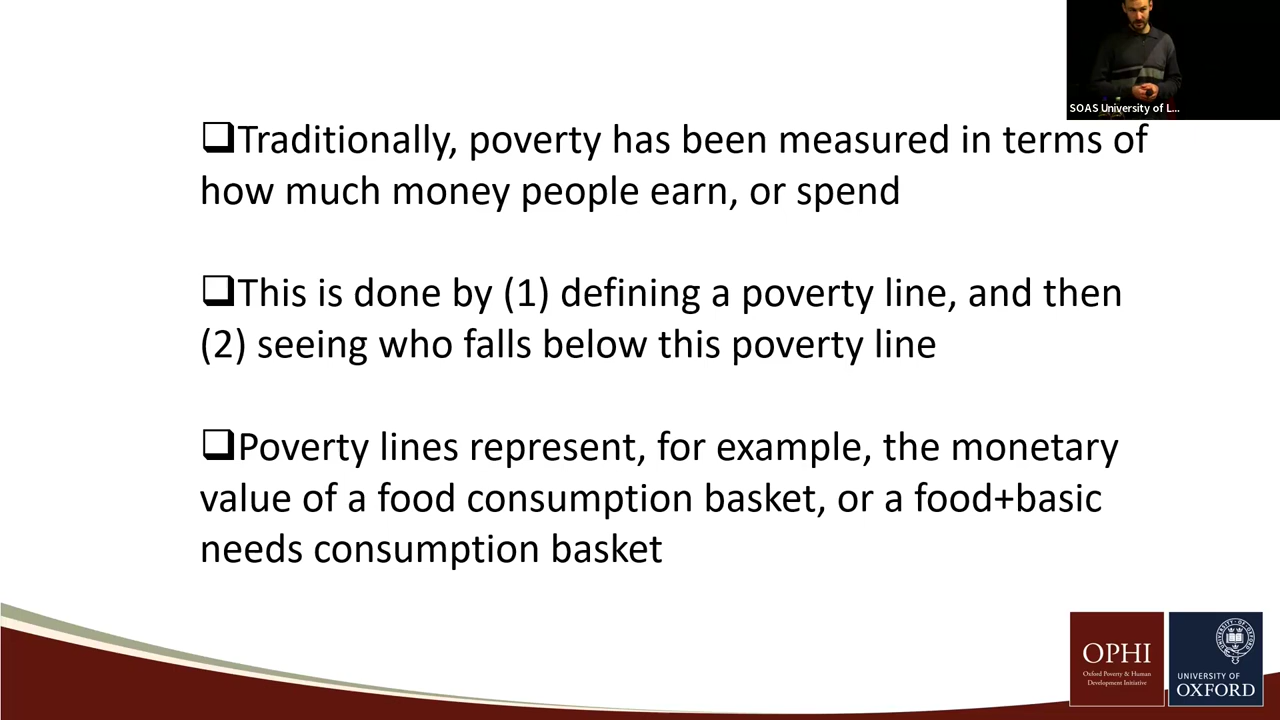 SOAS University of L...
❑Traditionally, poverty has been measured in terms of
how much money people earn, or spend
❑This is done by (1) defining a poverty line, and then
(2) seeing who falls below this poverty line
❑Poverty lines represent, for example, the monetary
value of a food consumption basket, or a food+basic
needs consumption basket
OPHI
Oxford Poverty & Human
Development Initiative
UNIVERSITY OF
OXFORD